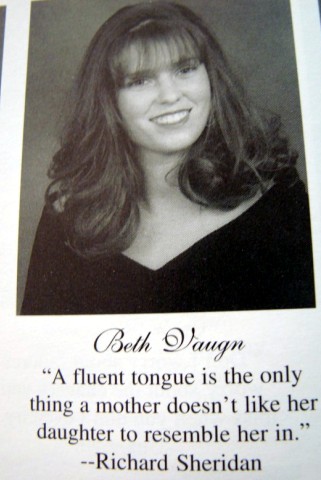 Beth Vaugn
“A fluent tongue is the only
thing a mother doesn’t like her
daughter to resemble her in.”
--Richard Sheridan